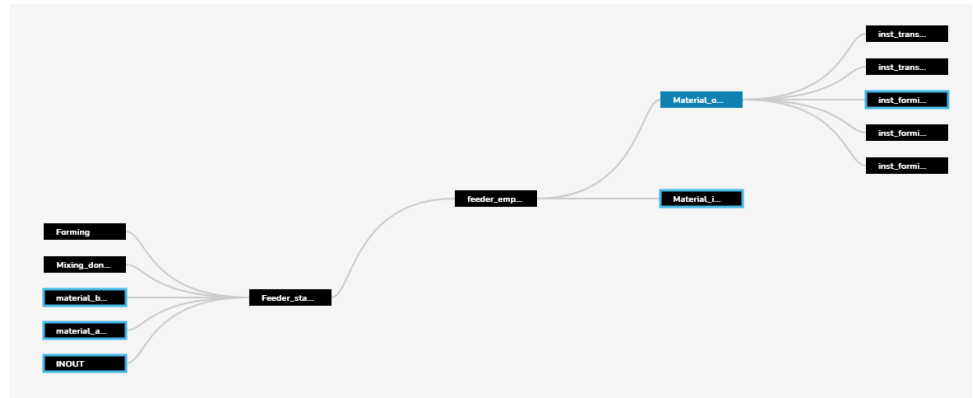 Forming
Mixing_don...
material_b...
material_a...
INOUT
Feeder_sta...
feeder_emp...
Material_o...
Material_i...
inst_trans...
inst_trans...
inst_formi...
inst_formi...
inst_formi...